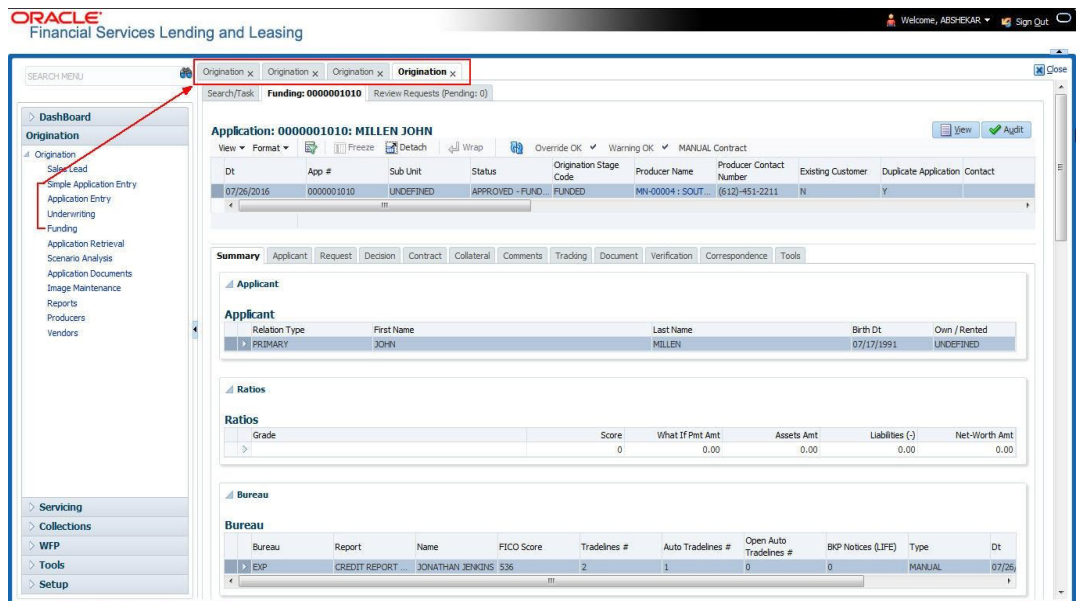 ORACLE'
Financial Services Lending and Leasing
Welcome, ABSHEKAR
Sign Out
SEARCH MENU
Origination x Origination x Origination x Origination x
Close
Search/Task Funding: 0000001010 Review Requests (Pending: 0)
DashBoard
Origination
Origination
Sales Lead
Simple Application Entry
Application Entry
Underwriting
Funding
Application Retrieval
Scenario Analysis
Application Documents
Image Maintenance
Reports
Producers
Vendors
Servicing
Collections
WFP
Tools
Setup
Application: 0000001010: MILLEN JOHN
View Audit
View Format Freeze Detach Wrap Override OK Warning OK MANUAL Contract
Dt App # Sub Unit Status Origination Stage Code Producer Name Producer Contact Number Existing Customer Duplicate Application Contact
07/26/2016 0000001010 UNDEFINED APPROVED - FUND... FUNDED MN-00004 : SOUT... (612)-451-2211 N Y
Summary Applicant Request Decision Contract Collateral Comments Tracking Document Verification Correspondence Tools
Applicant
Applicant
Relation Type First Name Last Name Birth Dt Own / Rented
PRIMARY JOHN MILLEN 07/17/1991 UNDEFINED
Ratios
Ratios
Grade Score What If Pmt Amt Assets Amt Liabilities (-) Net-Worth Amt
0 0.00 0.00 0.00 0.00
Bureau
Bureau
Bureau Report Name FICO Score Tradelines # Auto Tradelines # Open Auto Tradelines # BKP Notices (LIFE) Type Dt
EXP CREDIT REPORT ... JONATHAN JENKINS 536 2 1 0 0 MANUAL 07/26/